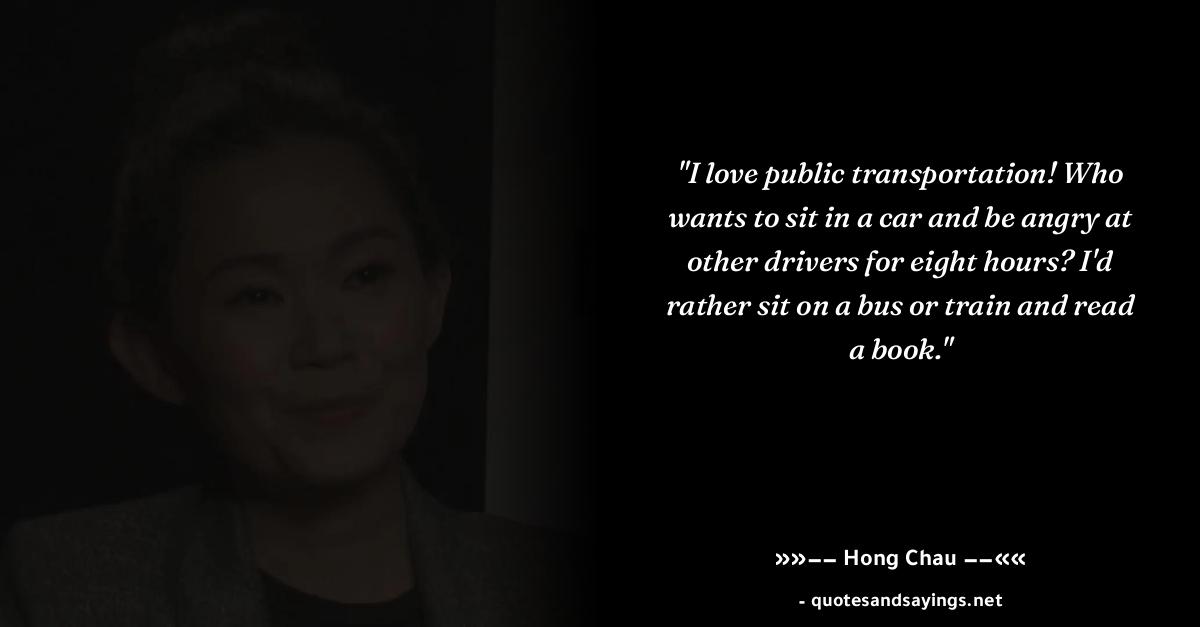 "I love public transportation! Who
wants to sit in a car and be angry at
other drivers for eight hours? I'd
rather sit on a bus or train and read
a book."
»»–– Hong Chau ––««
- quotesandsayings.net